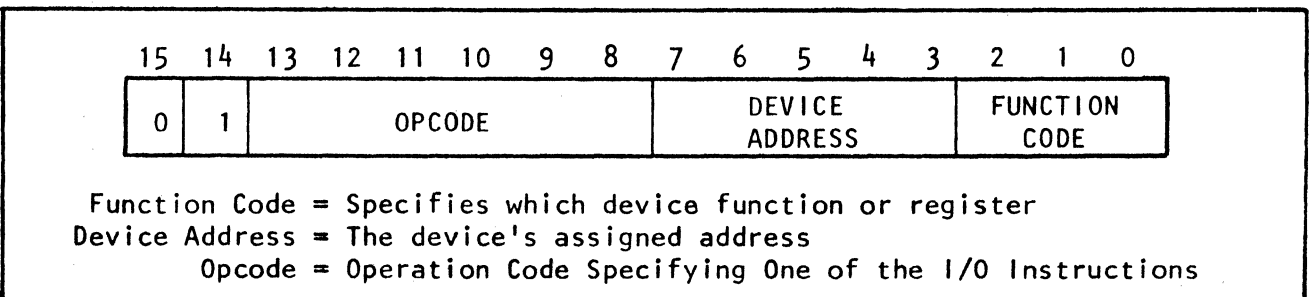 15 14 13 12 11 10 9 8 7 6 5 4 3 2 1 0
0 1 OPCODE DEVICE ADDRESS FUNCTION CODE
Function Code = Specifies which device function or register
Device Address = The device's assigned address
Opcode = Operation Code Specifying One of the I/O Instructions